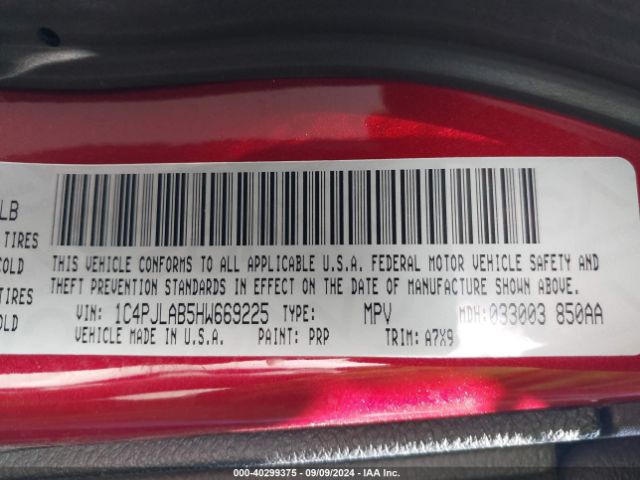 LB
TIRES
COLD
TIRES
OLD
THIS VEHICLE CONFORMS TO ALL APPLICABLE U.S.A. FEDERAL MOTOR VEHICLE SAFETY AND
THEFT PREVENTION STANDARDS IN EFFECT ON THE DATE OF MANUFACTURE SHOWN ABOVE.
VIN: 1C4PJLAB5HW669225 TYPE: MPV MDH:033003 850AA
VEHICLE MADE IN U.S.A. PAINT: PRP TRIM: A7X9
000-40299375 - 09/09/2024 - IAA Inc.